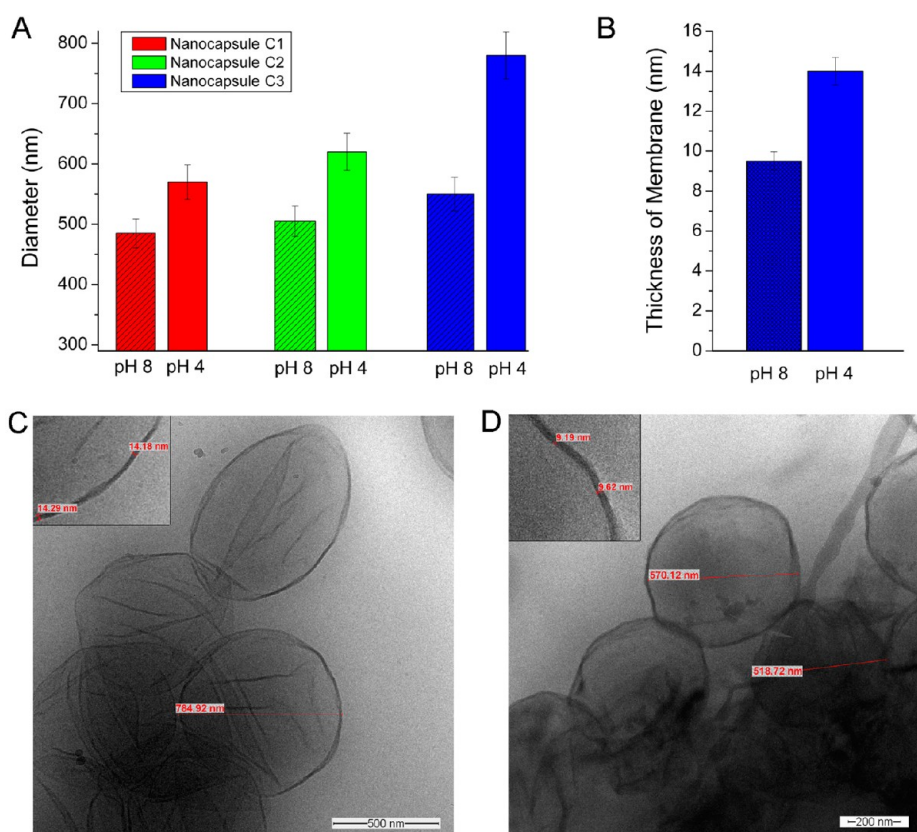 A
Diameter (nm)
800
700
600
500
400
300
Nanocapsule C1
Nanocapsule C2
Nanocapsule C3
pH 8 pH 4 pH 8 pH 4 pH 8 pH 4
B
Thickness of Membrane (nm)
16
14
12
10
8
6
4
2
0
pH 8 pH 4
C
14.18 nm
14.29 nm
784.92 nm
500 nm
D
9.19 nm
9.62 nm
570.12 nm
518.72 nm
200 nm